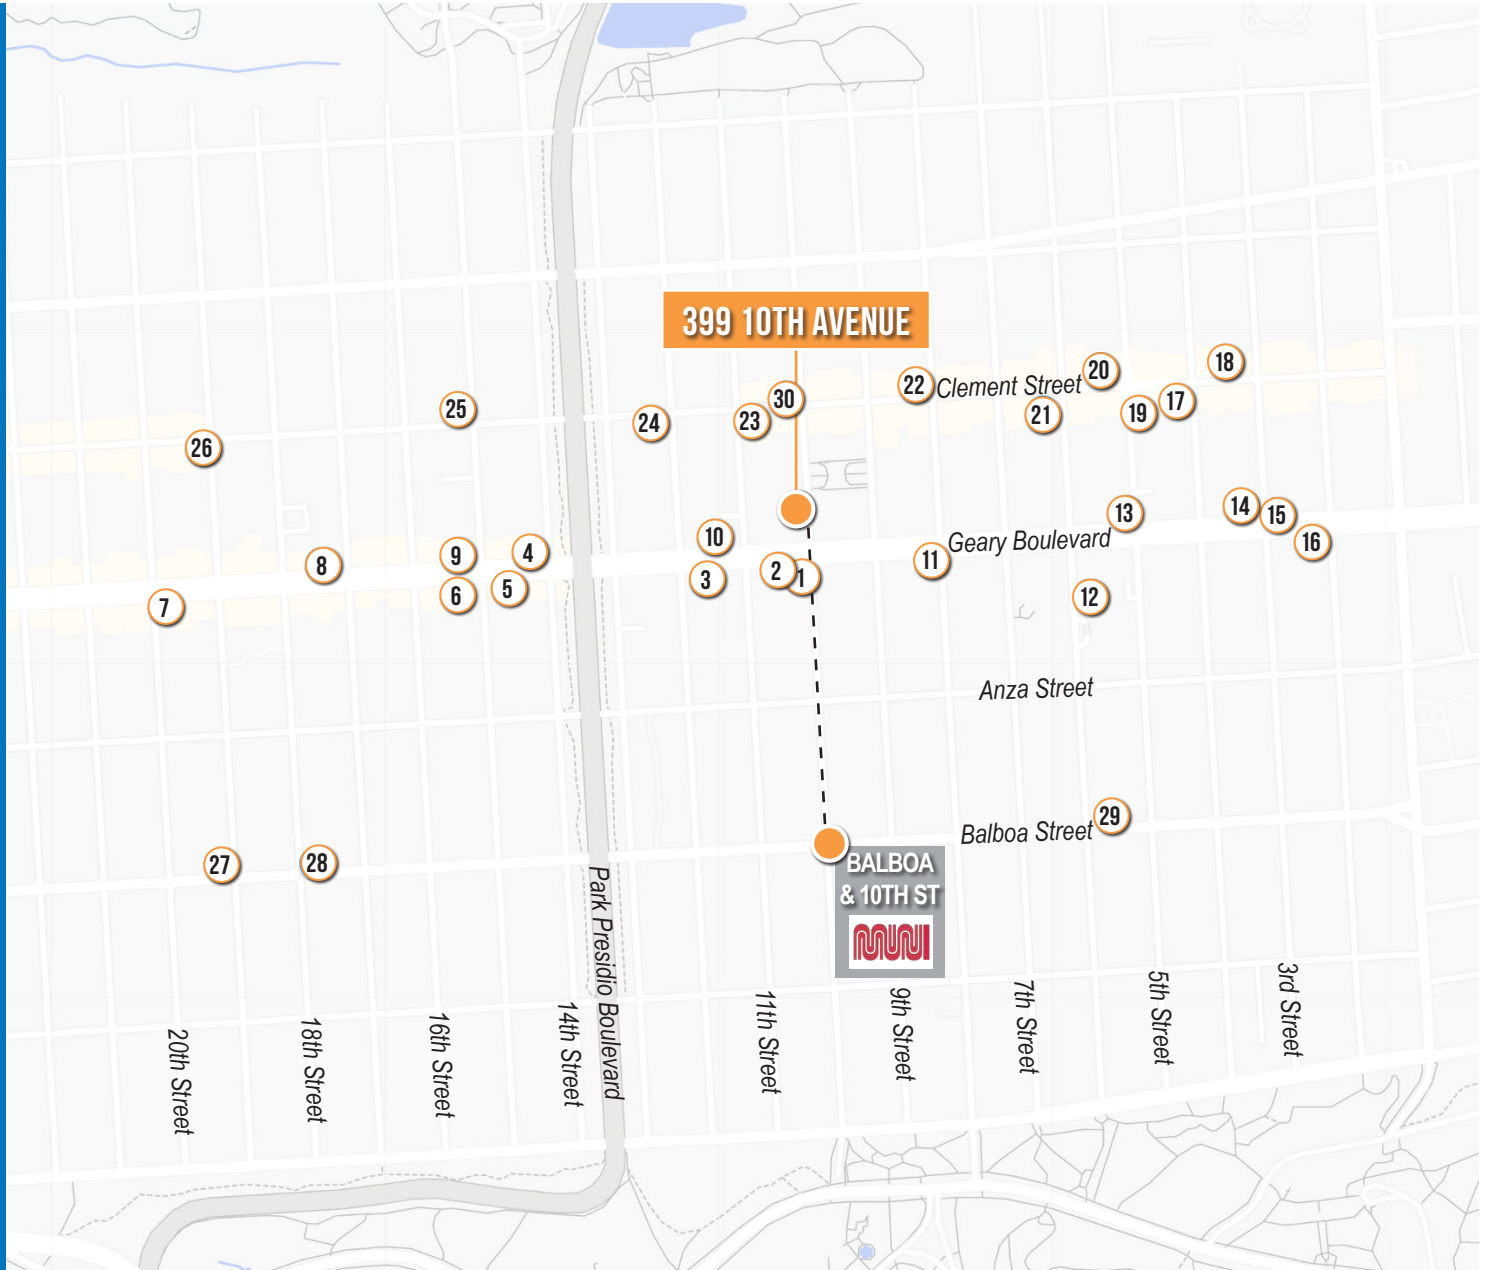 399 10TH AVENUE
18
20
22
Clement Street
30
17
25
21
19
23
24
26
14
13
15
10
Geary Boulevard
16
4
9
11
8
2
1
3
5
6
12
7
Anza Street
29
Balboa Street
27
28
BALBOA
& 10TH ST
MUNI
Park Presidio Boulevard
20th Street
18th Street
16th Street
14th Street
11th Street
9th Street
7th Street
5th Street
3rd Street